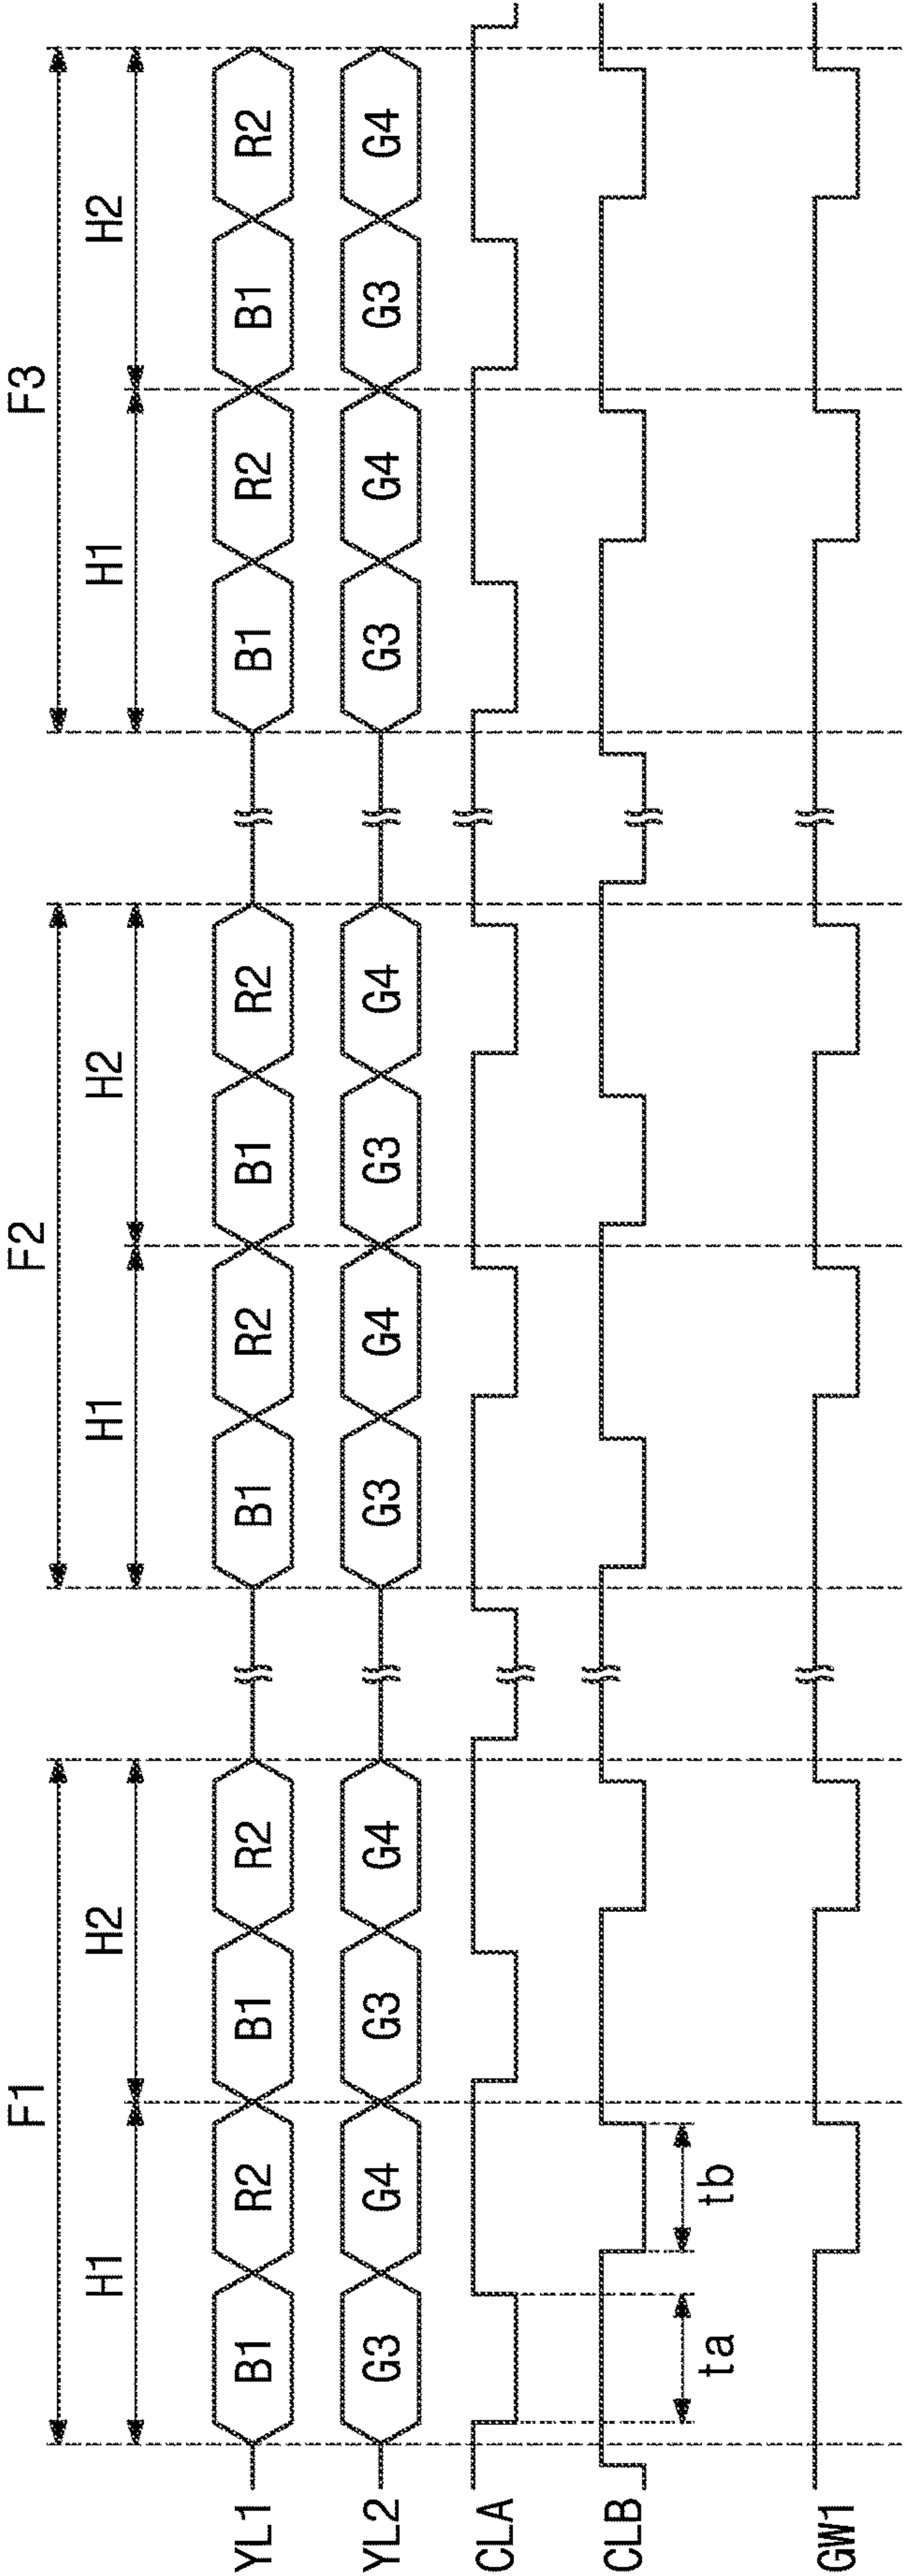 F1 F2 F3
H1 H2 H1 H2 H1 H2
YL1 B1 R2 B1 R2 B1 R2 B1 R2 B1 R2 B1 R2
YL2 G3 G4 G3 G4 G3 G4 G3 G4 G3 G4 G3 G4
CLA
CLB
ta tb
GW1